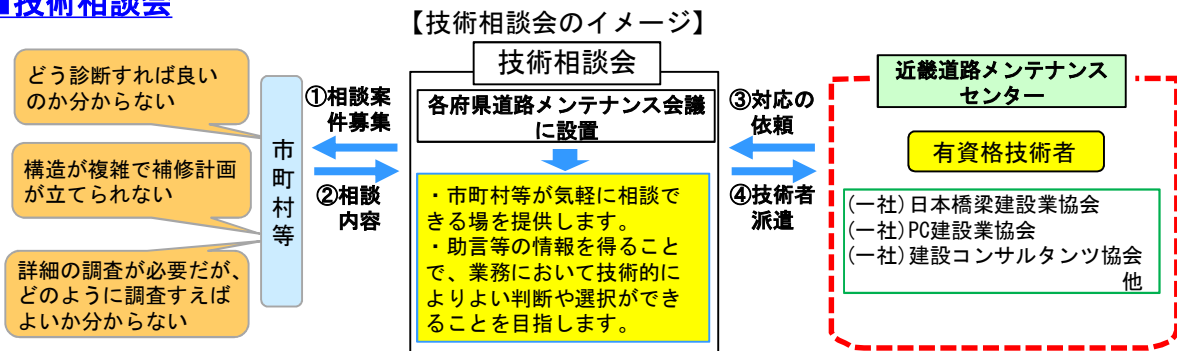 ■技術相談会
【技術相談会のイメージ】
どう診断すれば良い
のか分からない
構造が複雑で補修計画
が立てられない
詳細の調査が必要だが、
どのように調査すえば
よいか分からない
市
町
村
等
①相談案
件募集
②相談
内容
技術相談会
各府県道路メンテナンス会議
に設置
・市町村等が気軽に相談で
きる場を提供します。
・助言等の情報を得ること
で、業務において技術的に
よりよい判断や選択ができ
ることを目指します。
③対応の
依頼
④技術者
派遣
近畿道路メンテナンス
センター
有資格技術者
(一社)日本橋梁建設業協会
(一社)PC建設業協会
(一社)建設コンサルタンツ協会
他